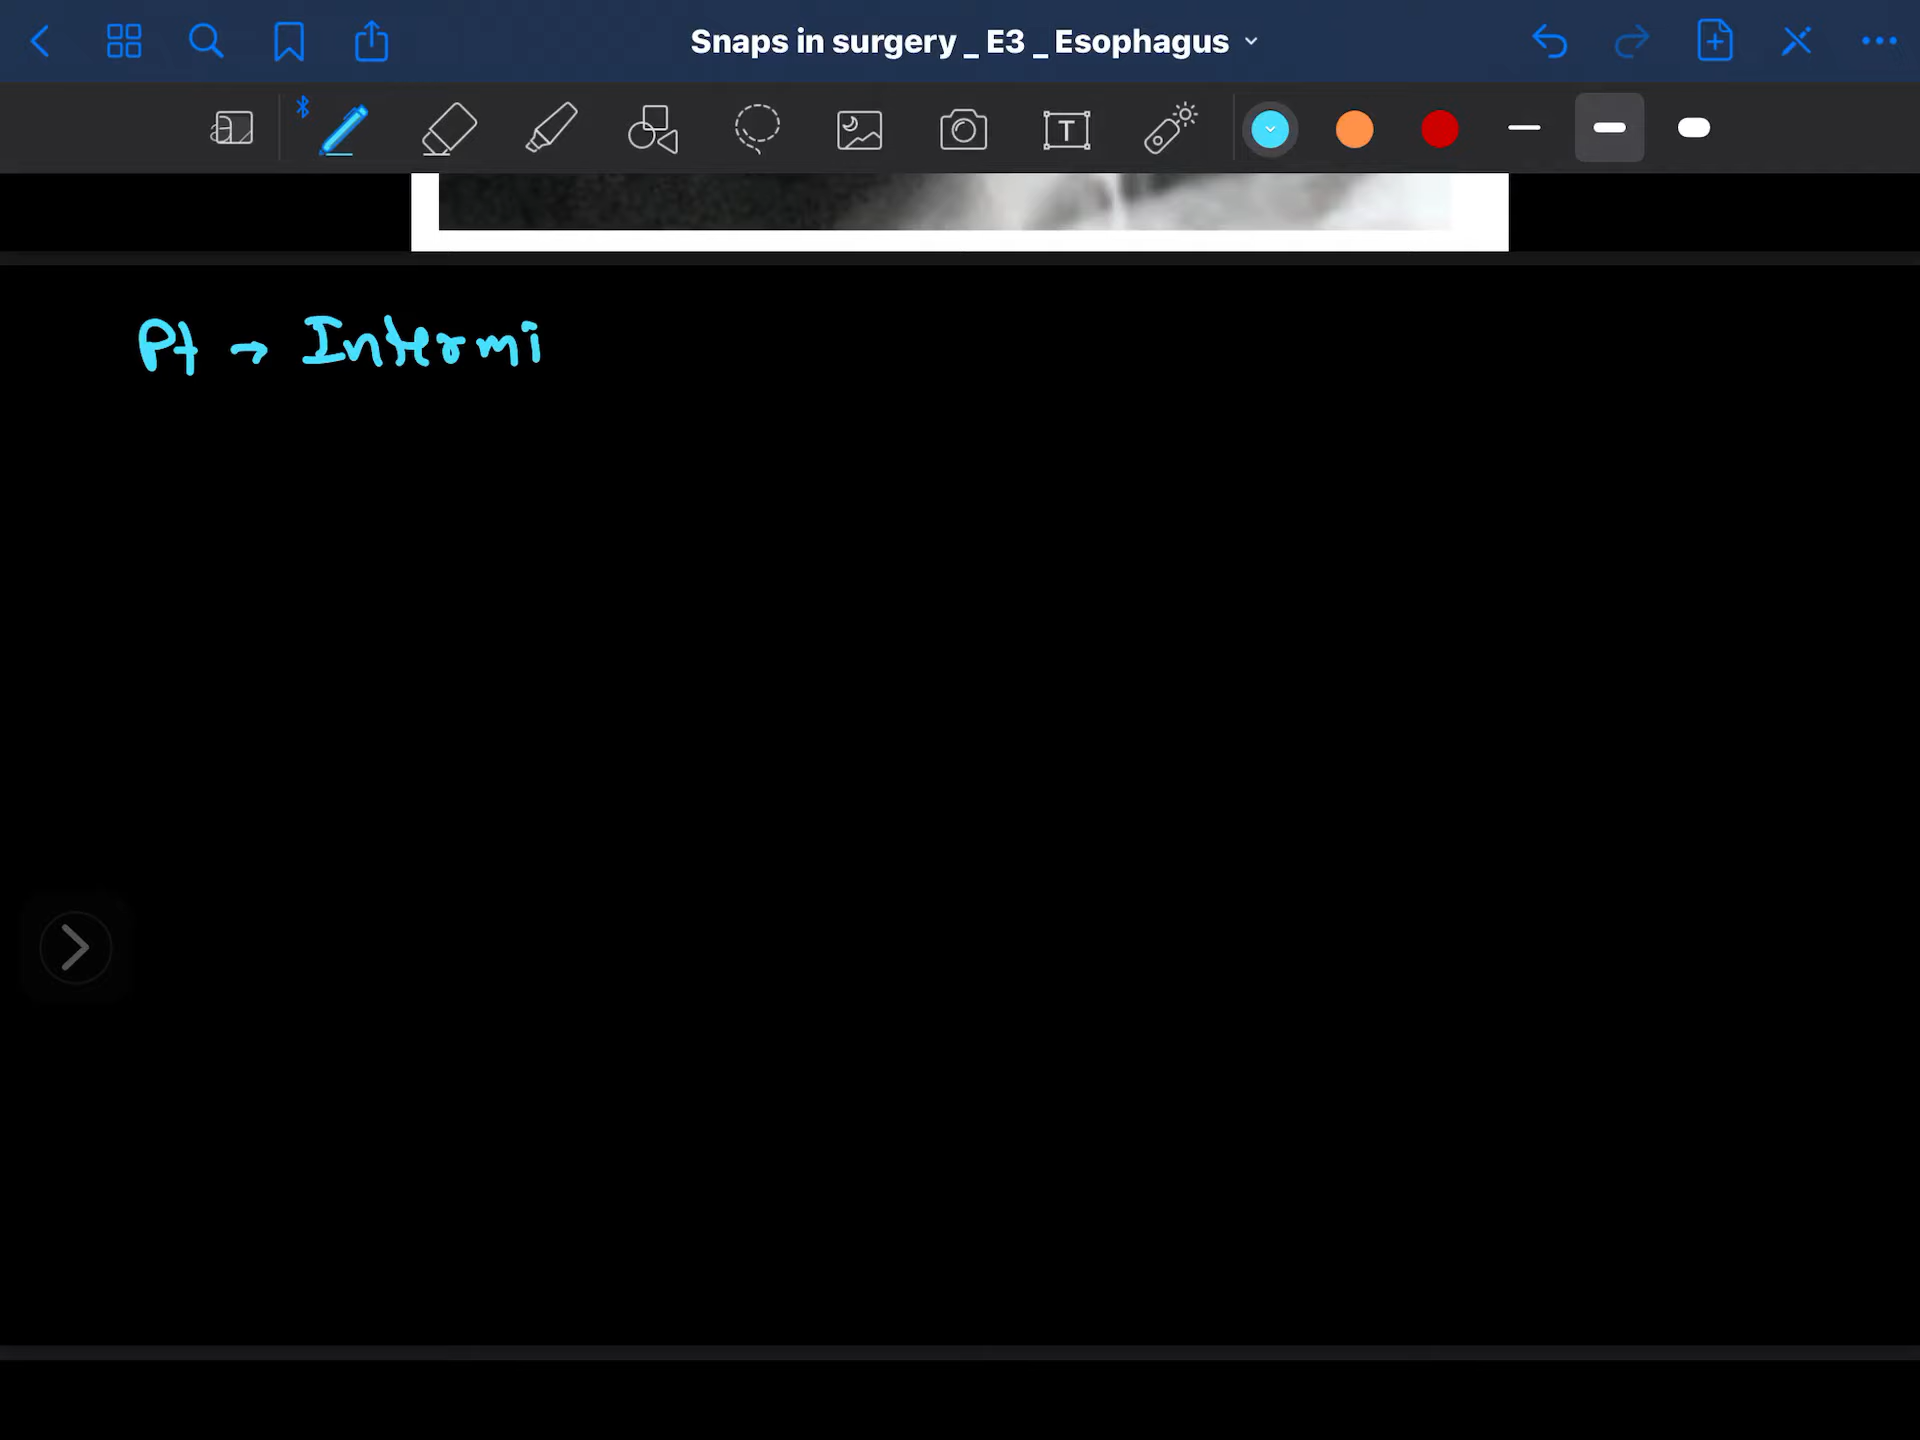 Snaps in surgery _ E3 _ Esophagus
T
Pt → Intermi